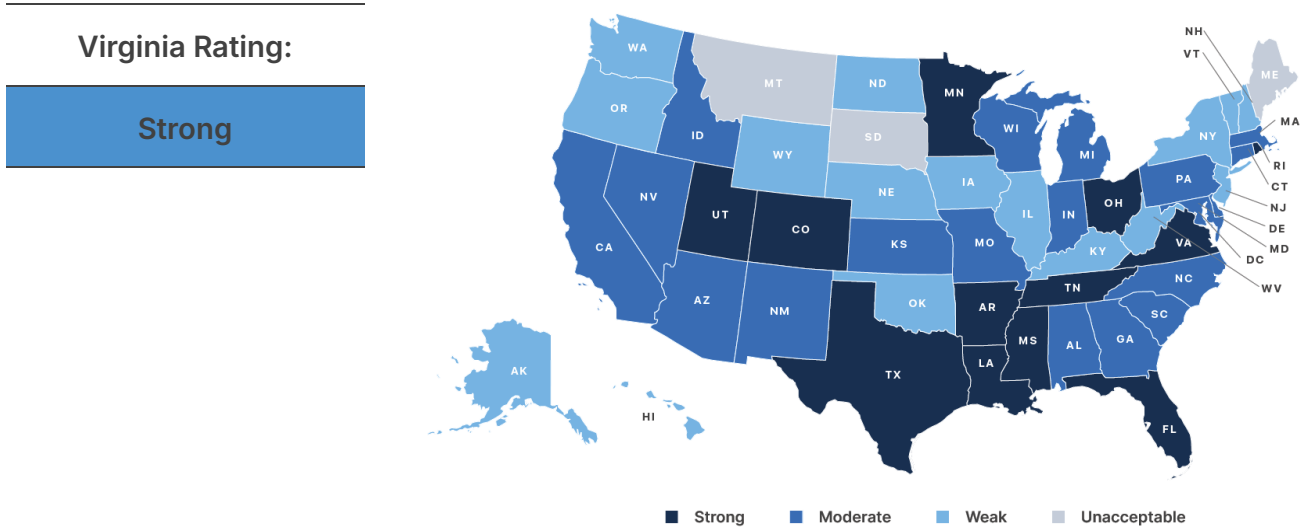 Virginia Rating:
Strong
NH
VT
WA
MT
ND
MN
ME
OR
ID
SD
WI
MI
NY
MA
WY
RI
NE
IA
PA
CT
NV
UT
CO
IL
IN
OH
NJ
DE
CA
KS
MO
KY
VA
MD
DC
WV
AZ
NM
OK
AR
TN
NC
SC
MS
AL
GA
LA
TX
AK
HI
FL
Strong
Moderate
Weak
Unacceptable